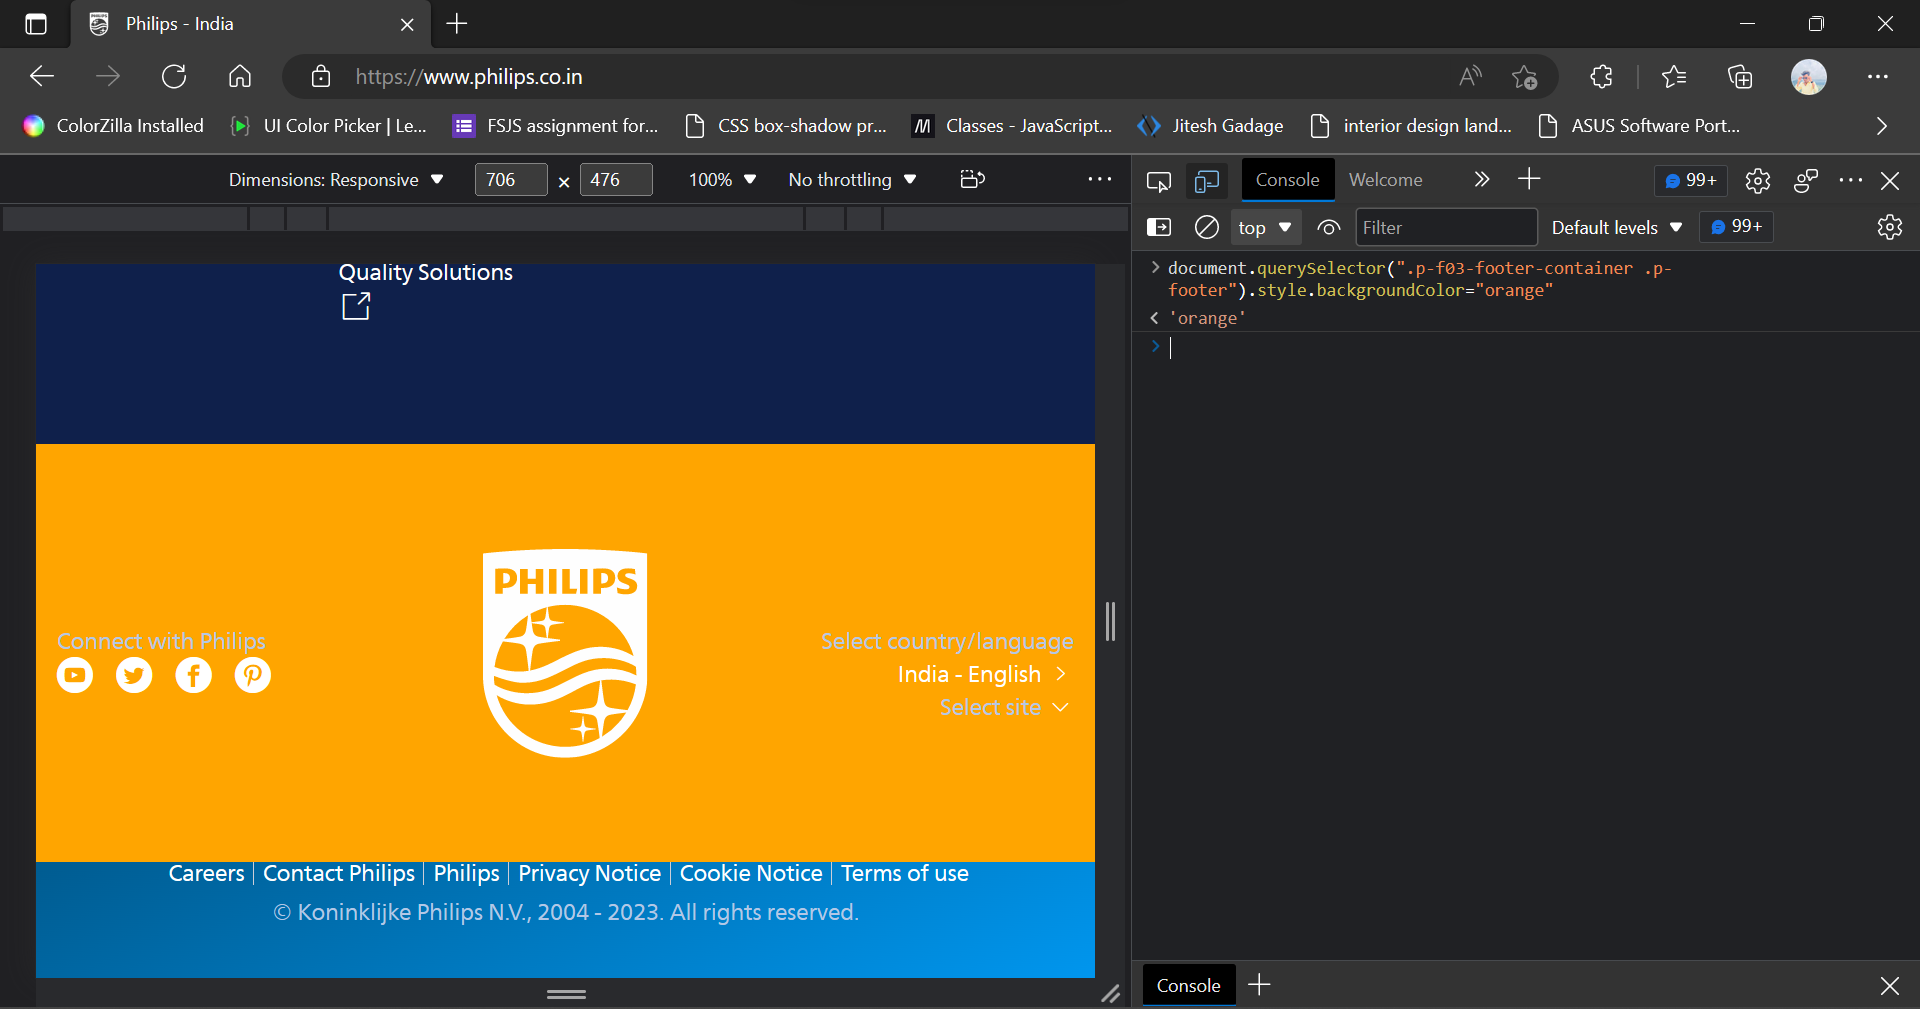 Philips - India
https://www.philips.co.in
ColorZilla Installed
UI Color Picker | Le...
FSJS assignment for...
CSS box-shadow pr...
Classes - JavaScript...
Jitesh Gadage
interior design land...
ASUS Software Port...
Dimensions: Responsive
706 × 476
100%
No throttling
Console
Welcome
99+
top
Filter
Default levels
99+
document.querySelector(".p-f03-footer-container .p-
footer").style.backgroundColor="orange"
'orange'
Quality Solutions
PHILIPS
Connect with Philips
Select country/language
India - English
Select site
Careers | Contact Philips | Philips | Privacy Notice | Cookie Notice | Terms of use
© Koninklijke Philips N.V., 2004 - 2023. All rights reserved.
Console